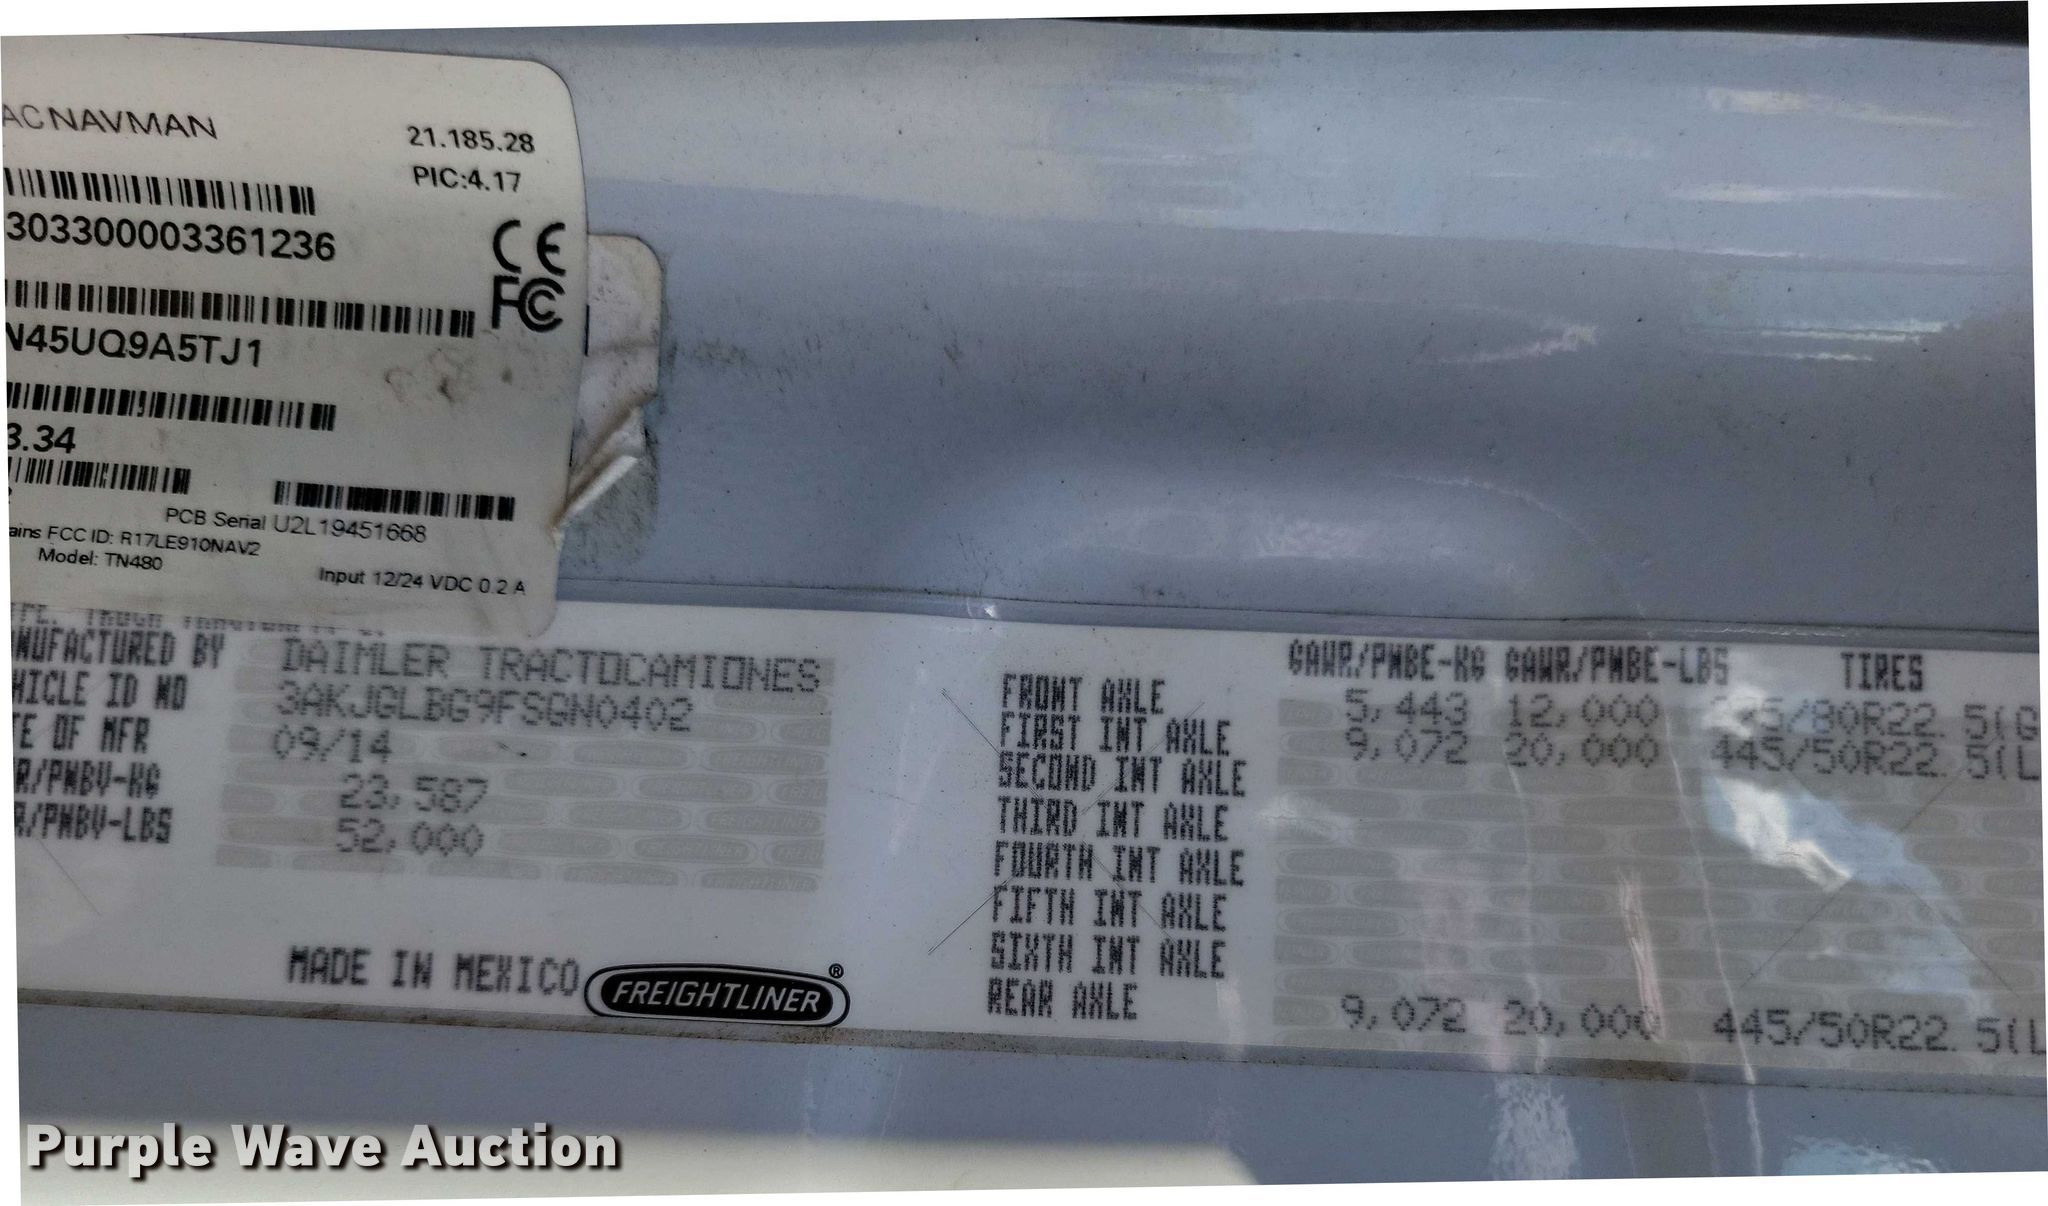 ACNAVMAN
21.185.28
PIC:4.17
303300003361236
CE
FC
N45UQ9A5TJ1
3.34
PCB Serial U2L19451668
ains FCC ID: R17LE910NAV2
Model: TN480
Input 12/24 VDC 0.2 A
NUFACTURED BY DAIMLER TRACTOCAMIONES
HICLE ID NO 3AKJGLBG9FSGN0402
TE OF MFR 09/14
R/PNBV-KG 23,587
R/PNBV-LBS 52,000
MADE IN MEXICO FREIGHTLINER®
GAWR/PNBE-KG GAWR/PNBE-LBS TIRES
FRONT AXLE 5,443 12,000 /80R22.5(G
FIRST INT AXLE 9,072 20,000 445/50R22.5(L
SECOND INT AXLE
THIRD INT AXLE
FOURTH INT AXLE
FIFTH INT AXLE
SIXTH INT AXLE
REAR AXLE 9,072 20,000 445/50R22.5(L
Purple Wave Auction